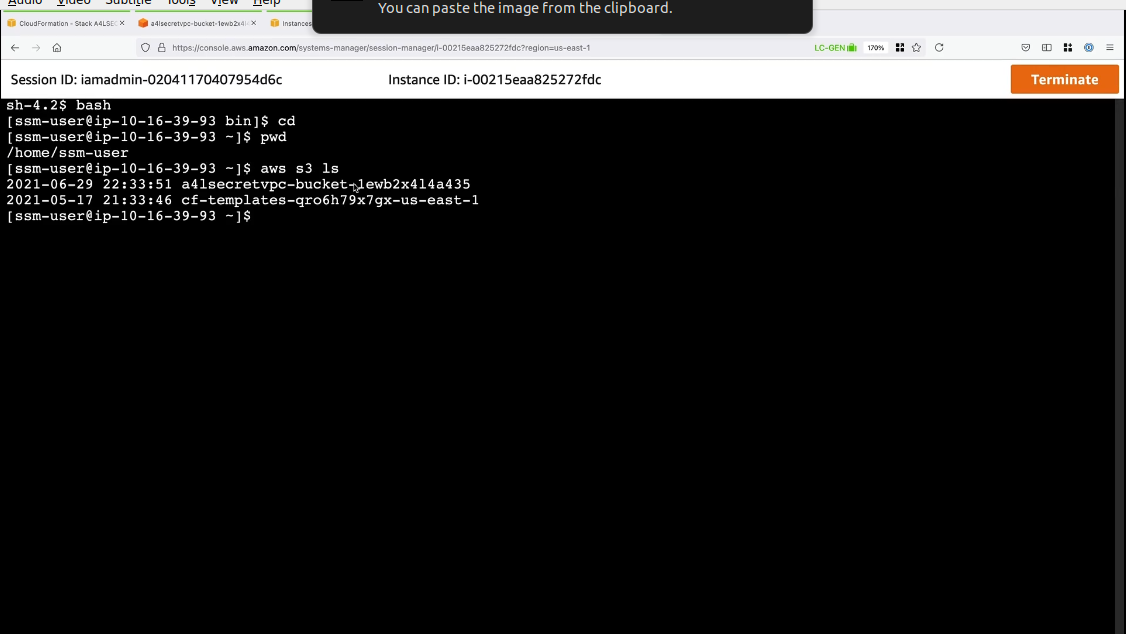 Audio Video Subtitle Tools View Help
You can paste the image from the clipboard.
CloudFormation - Stack A4LSEC
a4lsecretvpc-bucket-1ewb2x4l
Instances
https://console.aws.amazon.com/systems-manager/session-manager/i-00215eaa825272fdc?region=us-east-1
LC-GEN
170%
Session ID: iamadmin-02041170407954d6c
Instance ID: i-00215eaa825272fdc
Terminate
sh-4.2$ bash
[ssm-user@ip-10-16-39-93 bin]$ cd
[ssm-user@ip-10-16-39-93 ~]$ pwd
/home/ssm-user
[ssm-user@ip-10-16-39-93 ~]$ aws s3 ls
2021-06-29 22:33:51 a4lsecretvpc-bucket-1ewb2x4l4a435
2021-05-17 21:33:46 cf-templates-qro6h79x7gx-us-east-1
[ssm-user@ip-10-16-39-93 ~]$